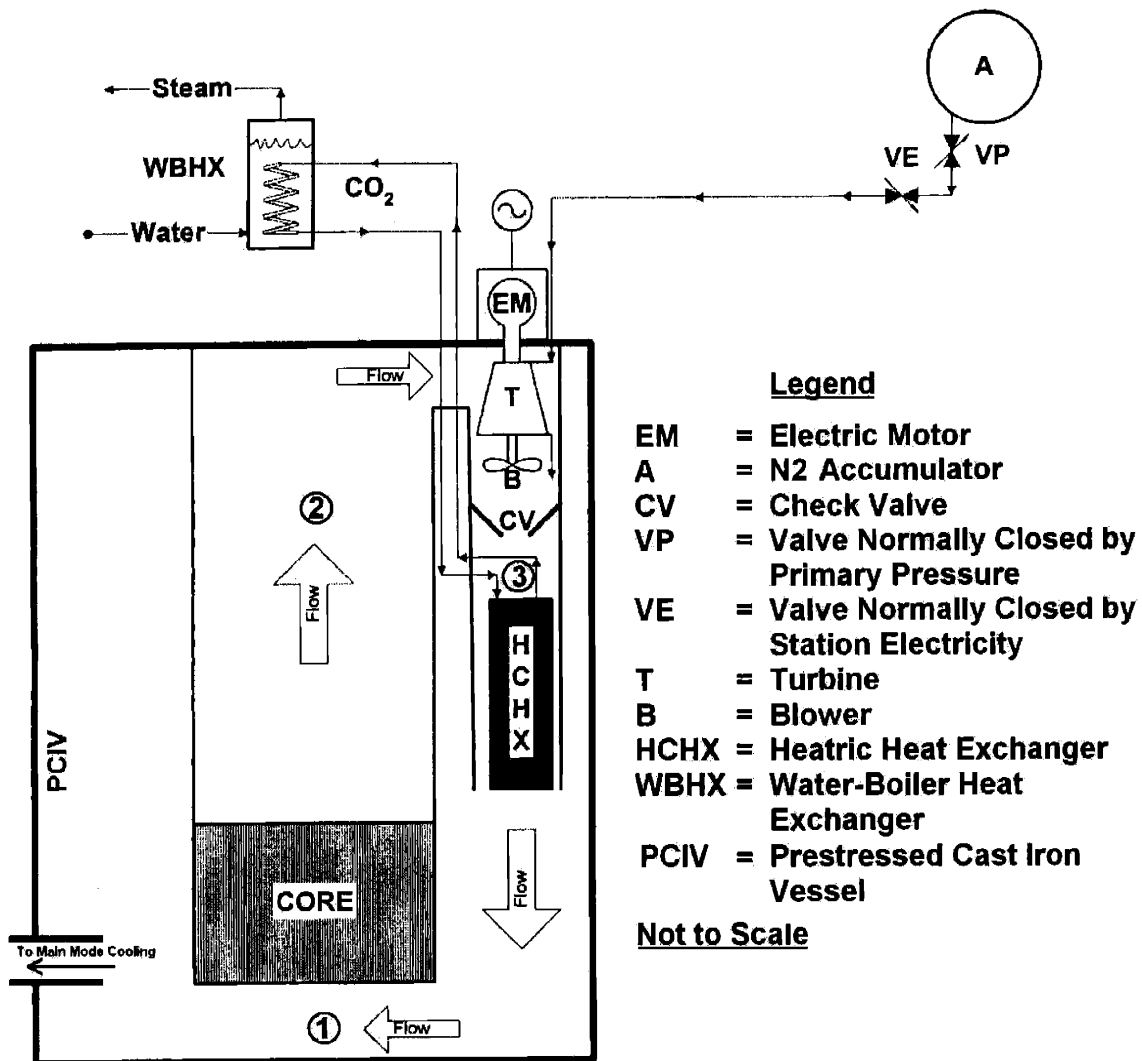 Steam
WBHX
CO₂
Water
A
VE
VP
EM
Flow
T
B
CV
②
③
Flow
H
C
H
X
PCIV
CORE
Flow
To Main Mode Cooling
①
Flow
Legend
EM = Electric Motor
A = N2 Accumulator
CV = Check Valve
VP = Valve Normally Closed by
Primary Pressure
VE = Valve Normally Closed by
Station Electricity
T = Turbine
B = Blower
HCHX = Heatric Heat Exchanger
WBHX = Water-Boiler Heat
Exchanger
PCIV = Prestressed Cast Iron
Vessel
Not to Scale